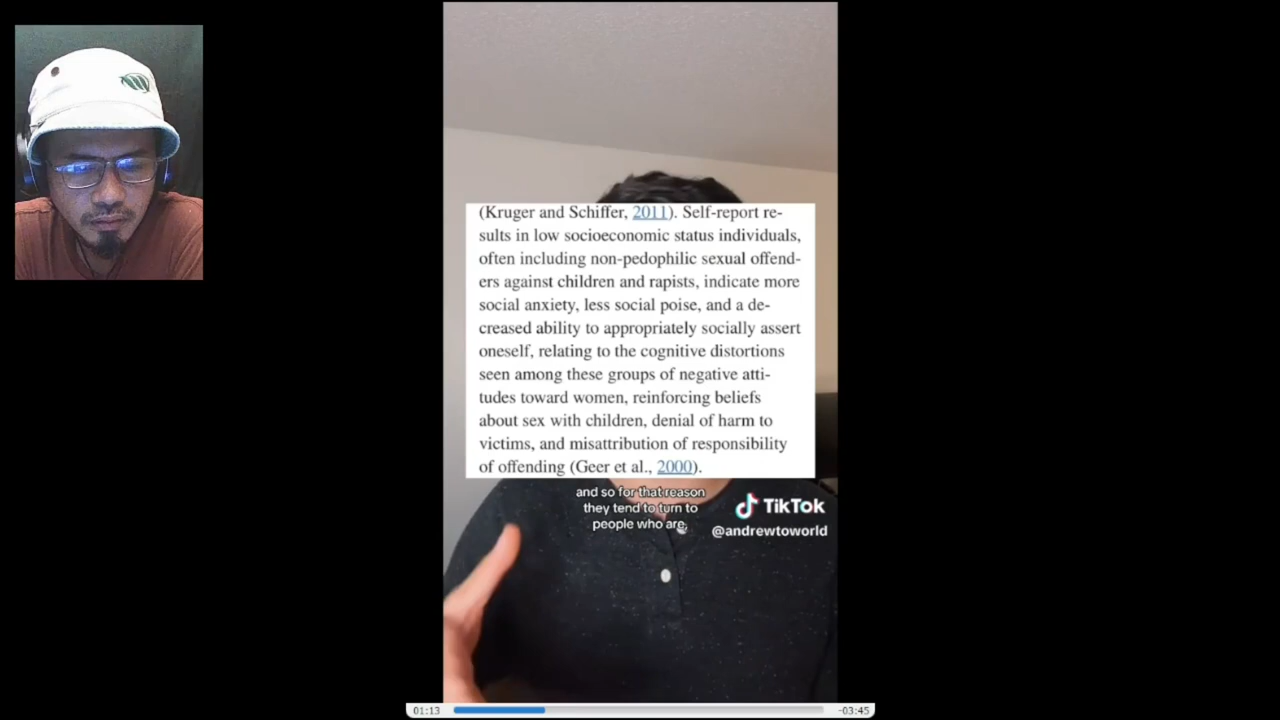 (Kruger and Schiffer, 2011). Self-report re-
sults in low socioeconomic status individuals,
often including non-pedophilic sexual offend-
ers against children and rapists, indicate more
social anxiety, less social poise, and a de-
creased ability to appropriately socially assert
oneself, relating to the cognitive distortions
seen among these groups of negative atti-
tudes toward women, reinforcing beliefs
about sex with children, denial of harm to
victims, and misattribution of responsibility
of offending (Geer et al., 2000).
and so for that reason
they tend to turn to
people who are,
TikTok
@andrewtoworld
01:13
-03:45